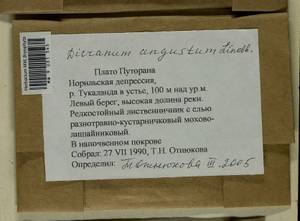 Dicranum angustum Lindb.
Плато Путорана
Норильская депрессия,
р. Тукаланда в устье, 100 м над ур.м.
Левый берег, высокая долина реки.
Редкостойный лиственничник с елью
разнотравно-кустарничковый мохово-
лишайниковый.
В напочвенном покрове
Собрал: 27 VII 1990, Т.Н. Отнюкова
Определил: Т. Отнюкова III. 2005